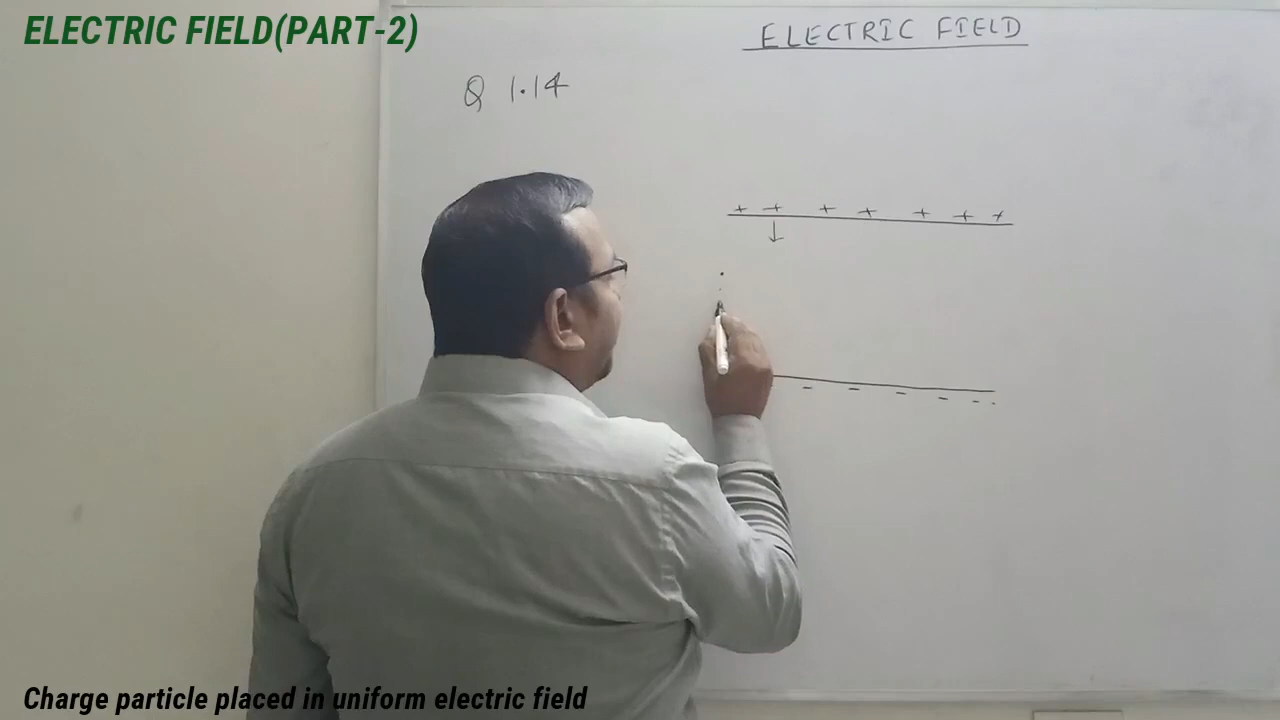 ELECTRIC FIELD(PART-2)
ELECTRIC FIELD
Q 1.14
+ + + + + + +
- - - - -
Charge particle placed in uniform electric field